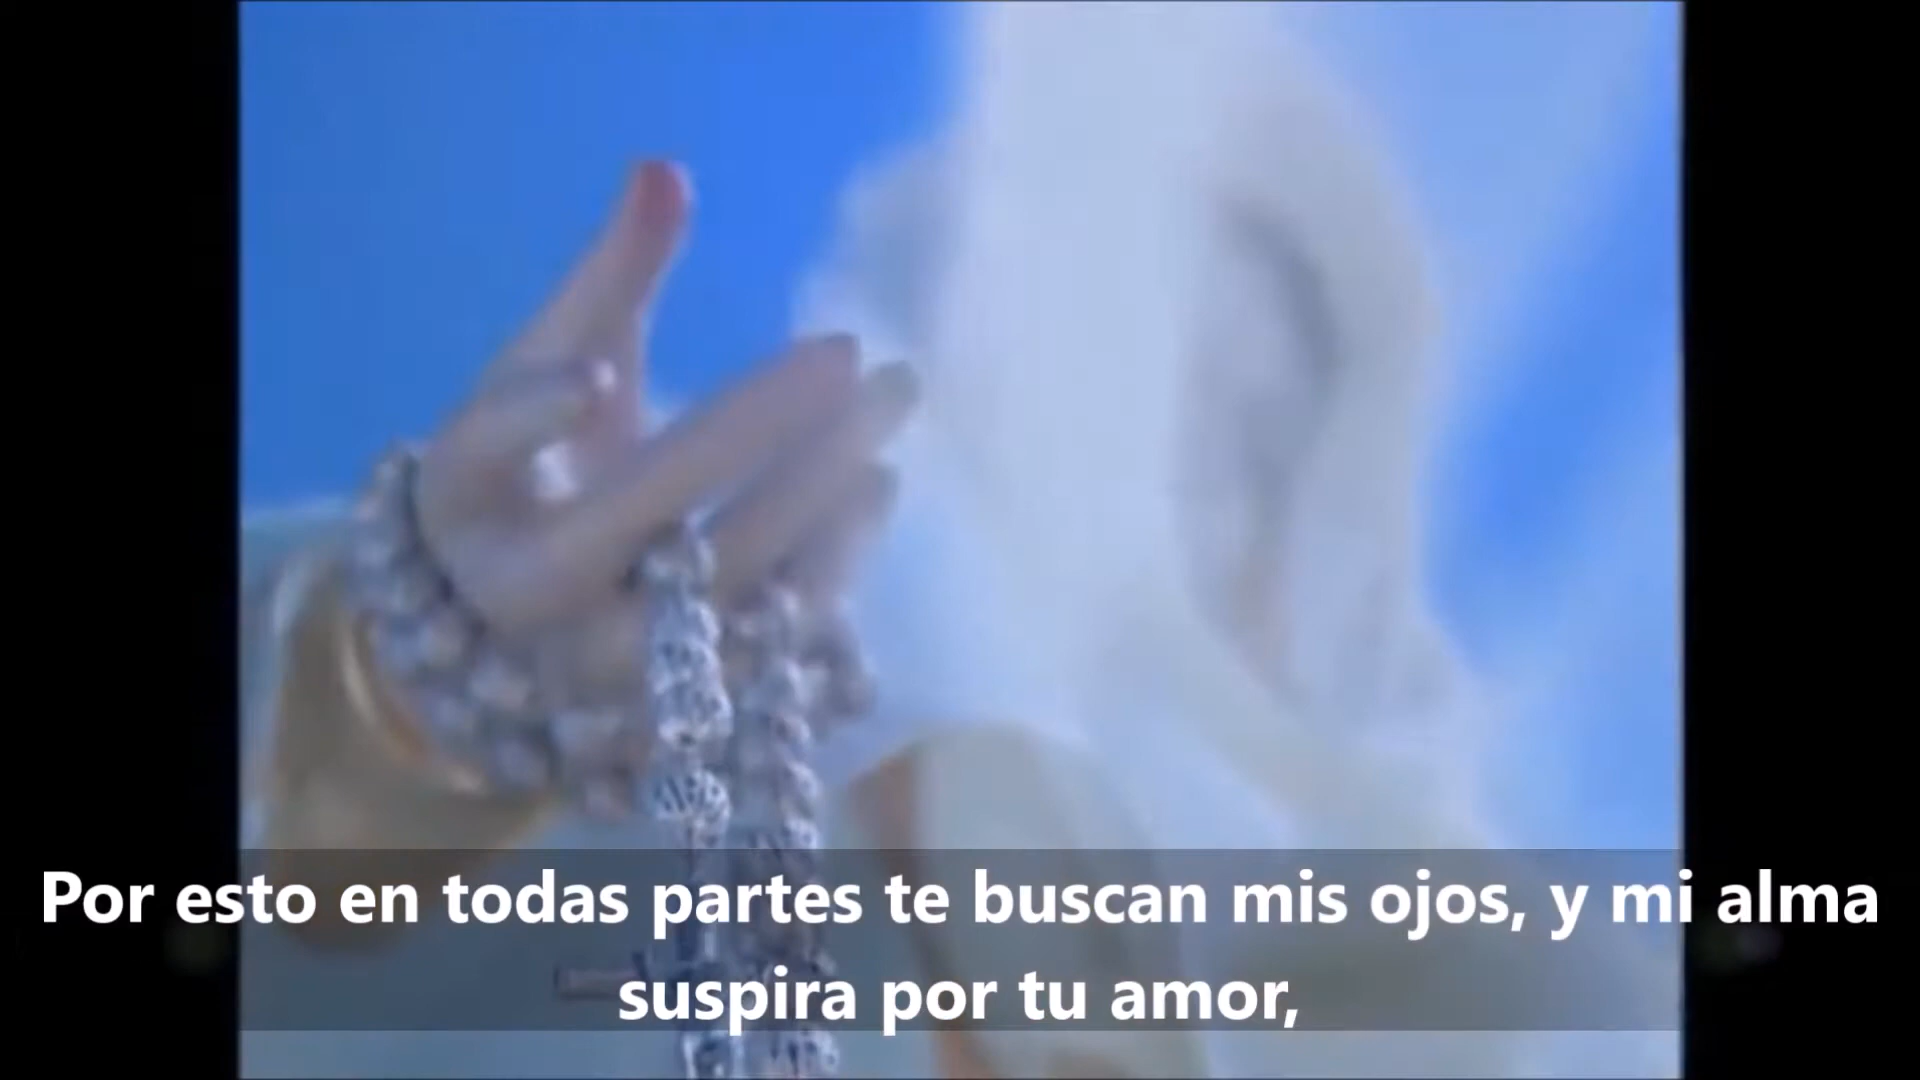 Por esto en todas partes te buscan mis ojos, y mi alma
suspira por tu amor,